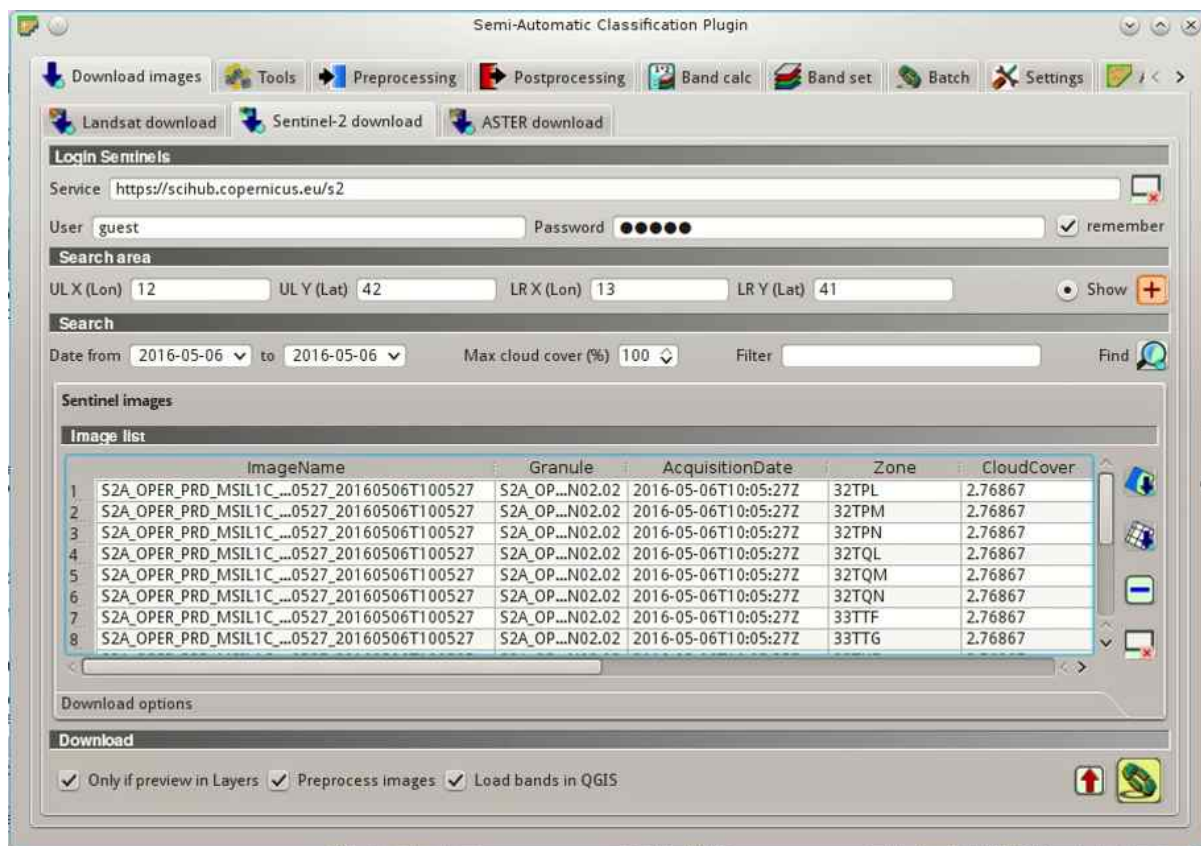 Semi-Automatic Classification Plugin
Download images Tools Preprocessing Postprocessing Band calc Band set Batch Settings
Landsat download Sentinel-2 download ASTER download
Login Sentinels
Service https://scihub.copernicus.eu/s2
User guest Password ●●●●● remember
Search area
UL X (Lon) 12 UL Y (Lat) 42 LR X (Lon) 13 LR Y (Lat) 41 Show
Search
Date from 2016-05-06 to 2016-05-06 Max cloud cover (%) 100 Filter Find
Sentinel images
Image list
ImageName Granule AcquisitionDate Zone CloudCover
1 S2A_OPER_PRD_MSIL1C_...0527_20160506T100527 S2A_OP...N02.02 2016-05-06T10:05:27Z 32TPL 2.76867
2 S2A_OPER_PRD_MSIL1C_...0527_20160506T100527 S2A_OP...N02.02 2016-05-06T10:05:27Z 32TPM 2.76867
3 S2A_OPER_PRD_MSIL1C_...0527_20160506T100527 S2A_OP...N02.02 2016-05-06T10:05:27Z 32TPN 2.76867
4 S2A_OPER_PRD_MSIL1C_...0527_20160506T100527 S2A_OP...N02.02 2016-05-06T10:05:27Z 32TQL 2.76867
5 S2A_OPER_PRD_MSIL1C_...0527_20160506T100527 S2A_OP...N02.02 2016-05-06T10:05:27Z 32TQM 2.76867
6 S2A_OPER_PRD_MSIL1C_...0527_20160506T100527 S2A_OP...N02.02 2016-05-06T10:05:27Z 32TQN 2.76867
7 S2A_OPER_PRD_MSIL1C_...0527_20160506T100527 S2A_OP...N02.02 2016-05-06T10:05:27Z 33TTF 2.76867
8 S2A_OPER_PRD_MSIL1C_...0527_20160506T100527 S2A_OP...N02.02 2016-05-06T10:05:27Z 33TTG 2.76867
Download options
Download
Only if preview in Layers Preprocess images Load bands in QGIS